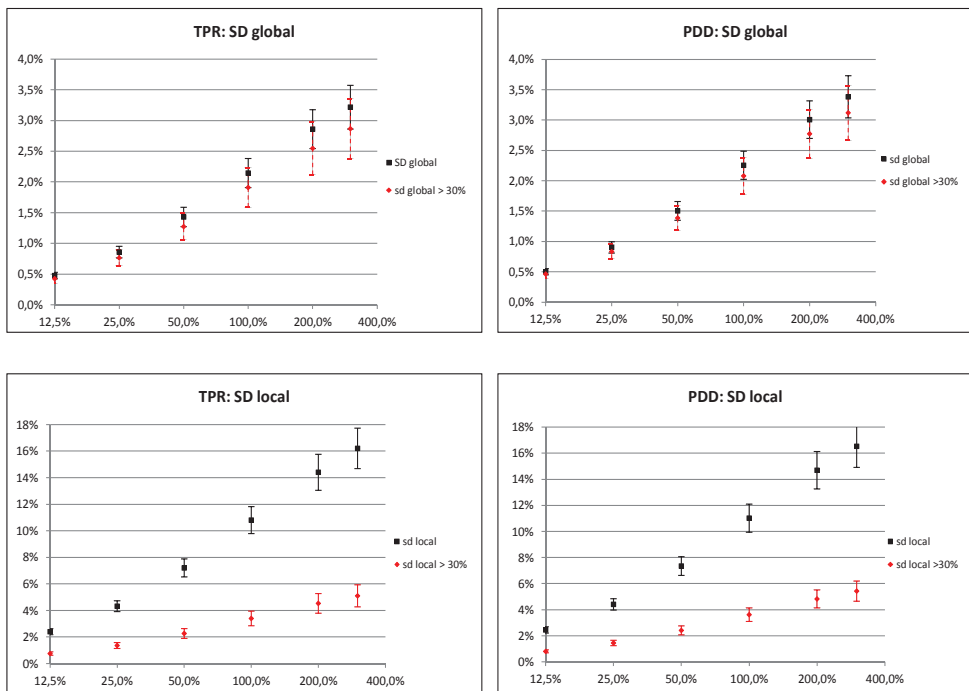 TPR: SD global
4,0%
3,5%
3,0%
2,5%
2,0%
1,5%
1,0%
0,5%
0,0%
12,5% 25,0% 50,0% 100,0% 200,0% 400,0%
SD global
sd global > 30%
PDD: SD global
4,0%
3,5%
3,0%
2,5%
2,0%
1,5%
1,0%
0,5%
0,0%
12,5% 25,0% 50,0% 100,0% 200,0% 400,0%
sd global
sd global >30%
TPR: SD local
18%
16%
14%
12%
10%
8%
6%
4%
2%
0%
12,5% 25,0% 50,0% 100,0% 200,0% 400,0%
sd local
sd local > 30%
PDD: SD local
18%
16%
14%
12%
10%
8%
6%
4%
2%
0%
12,5% 25,0% 50,0% 100,0% 200,0% 400,0%
sd local
sd local >30%